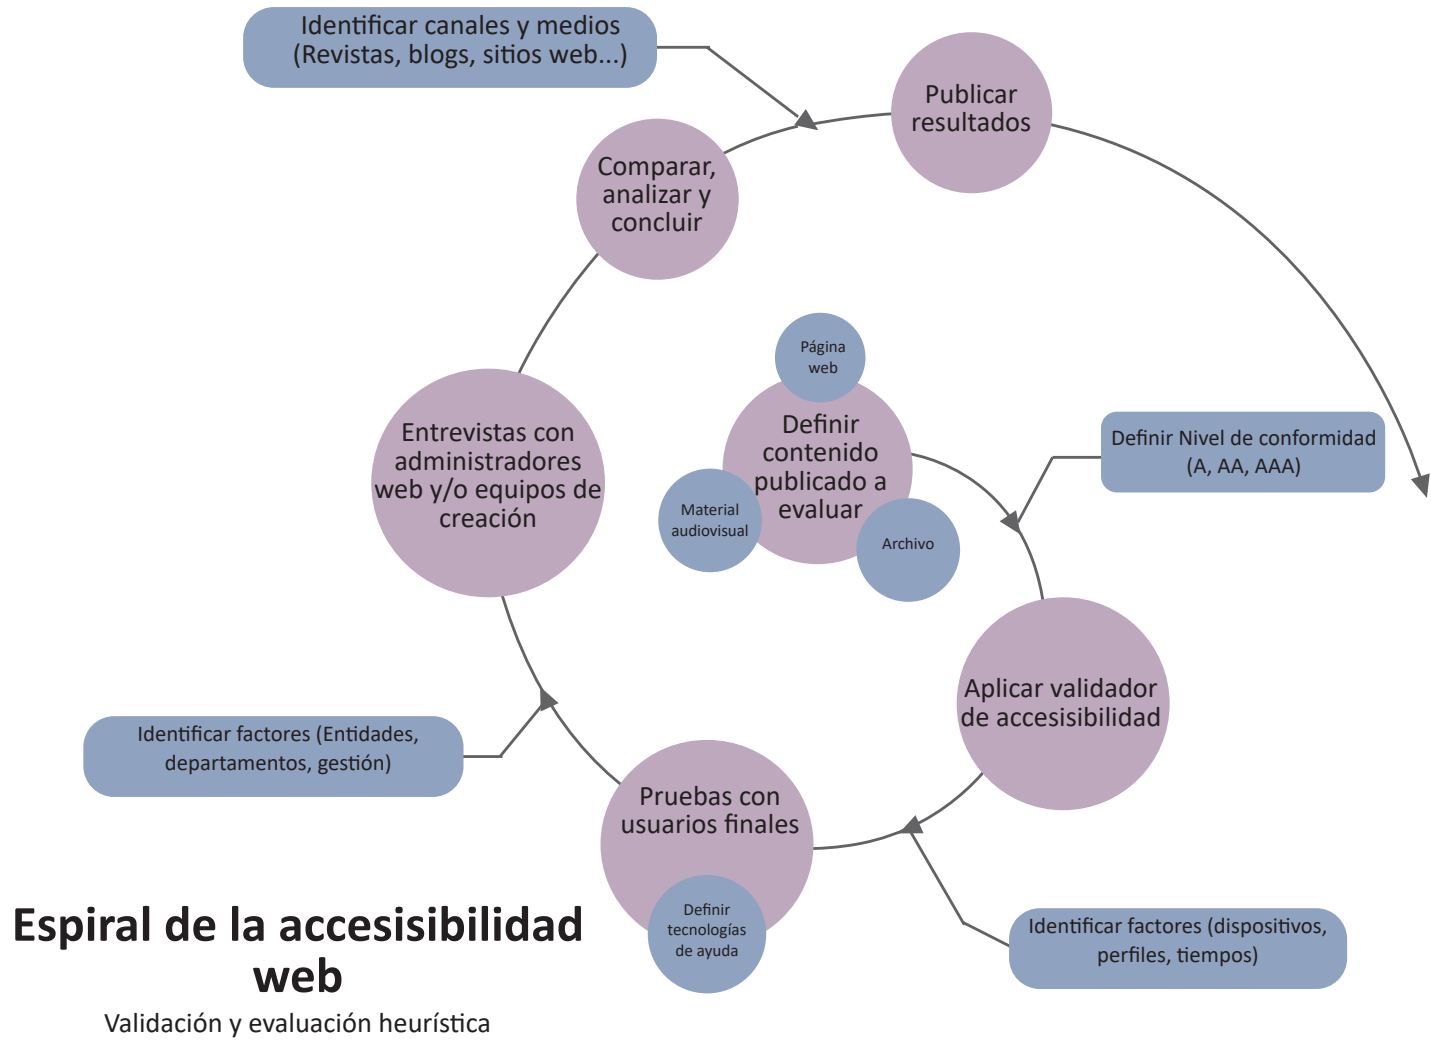 Identificar canales y medios
(Revistas, blogs, sitios web...)
Publicar
resultados
Comparar,
analizar y
concluir
Página
web
Definir
contenido
publicado a
evaluar
Material
audiovisual
Archivo
Definir Nivel de conformidad
(A, AA, AAA)
Entrevistas con
administradores
web y/o equipos de
creación
Aplicar validador
de accesisibilidad
Identificar factores (Entidades,
departamentos, gestión)
Pruebas con
usuarios finales
Definir
tecnologías
de ayuda
Identificar factores (dispositivos,
perfiles, tiempos)
Espiral de la accesisibilidad
web
Validación y evaluación heurística